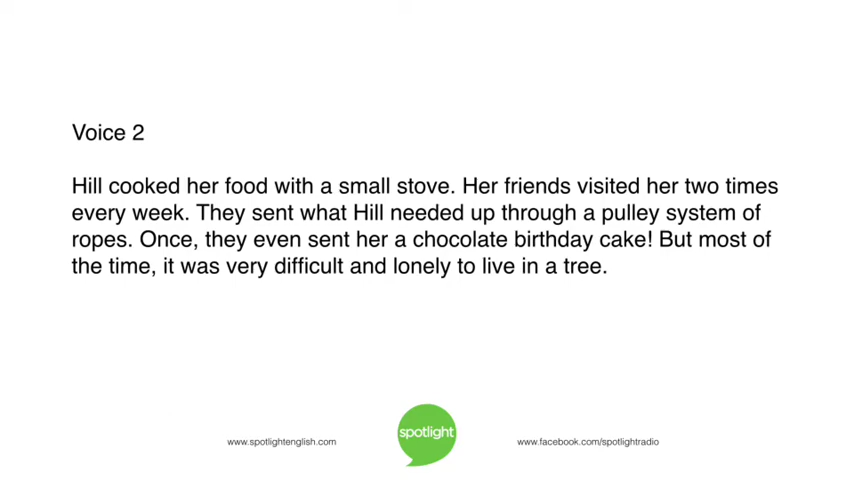 Voice 2
Hill cooked her food with a small stove. Her friends visited her two times
every week. They sent what Hill needed up through a pulley system of
ropes. Once, they even sent her a chocolate birthday cake! But most of
the time, it was very difficult and lonely to live in a tree.
spotlight
www.spotlightenglish.com
www.facebook.com/spotlightradio